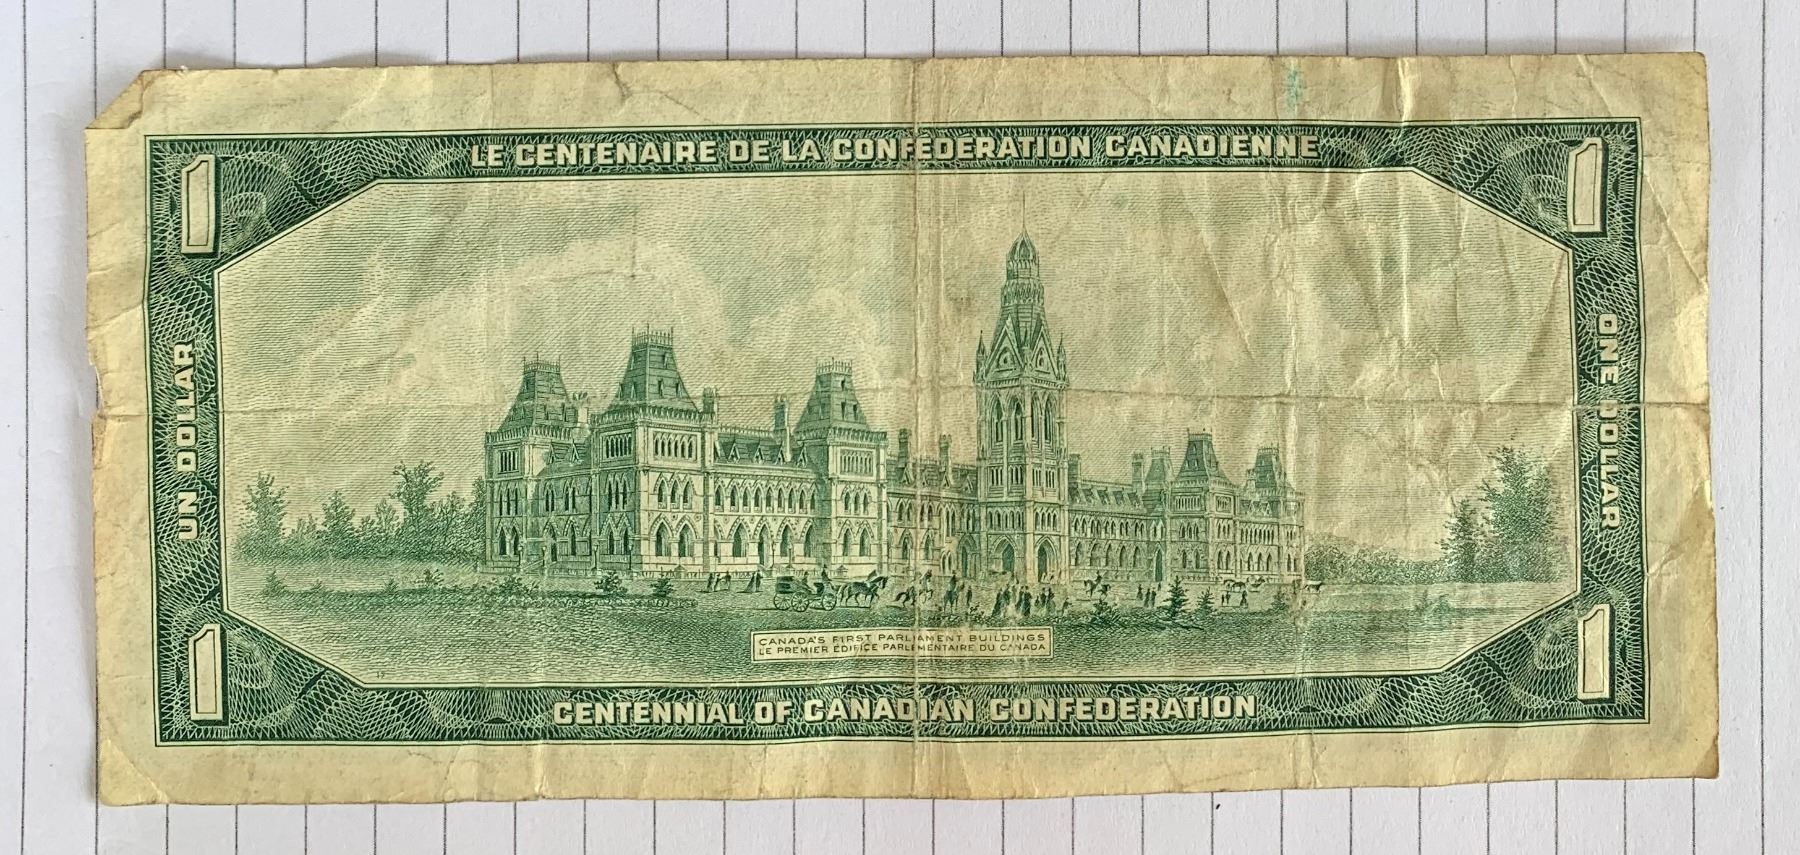 LE CENTENAIRE DE LA CONFEDERATION CANADIENNE
1
1
UN DOLLAR
ONE DOLLAR
CANADA'S FIRST PARLIAMENT BUILDINGS
LE PREMIER EDIFICE PARLEMENTAIRE DU CANADA
1
1
CENTENNIAL OF CANADIAN CONFEDERATION